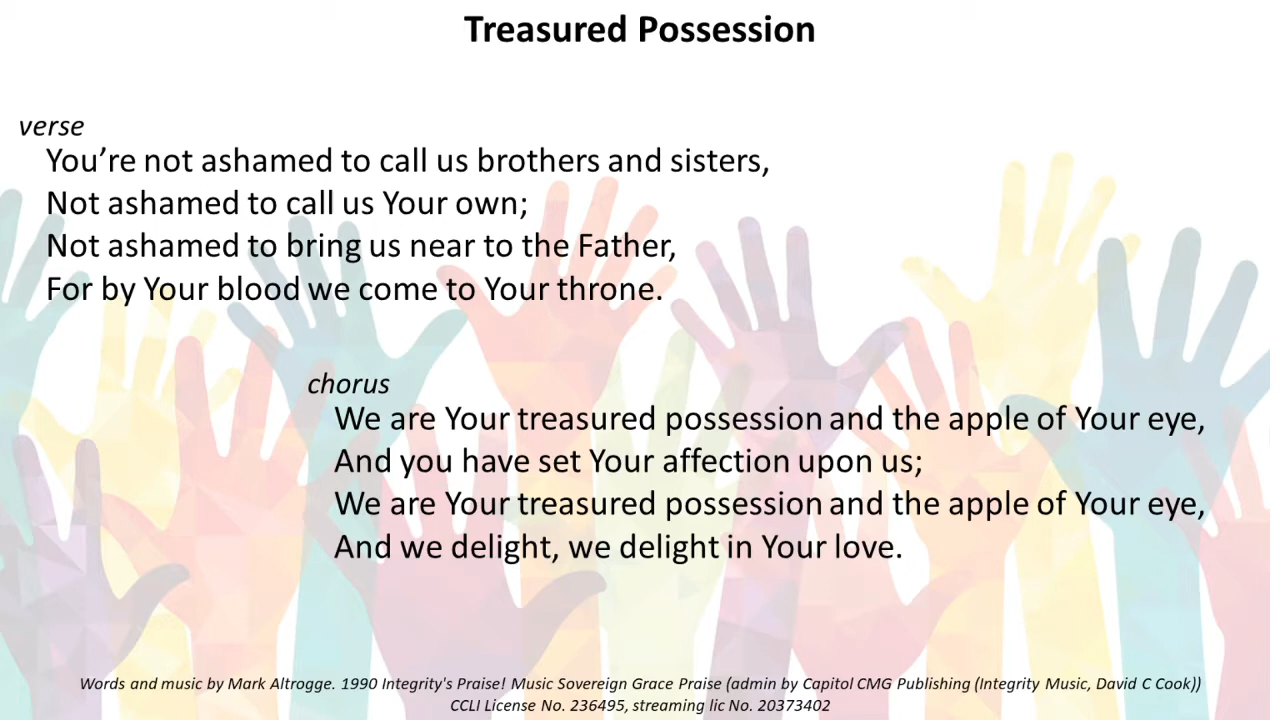 Treasured Possession
verse
You’re not ashamed to call us brothers and sisters,
Not ashamed to call us Your own;
Not ashamed to bring us near to the Father,
For by Your blood we come to Your throne.
chorus
We are Your treasured possession and the apple of Your eye,
And you have set Your affection upon us;
We are Your treasured possession and the apple of Your eye,
And we delight, we delight in Your love.
Words and music by Mark Altrogge. 1990 Integrity's Praise! Music Sovereign Grace Praise (admin by Capitol CMG Publishing (Integrity Music, David C Cook))
CCLI License No. 236495, streaming lic No. 20373402